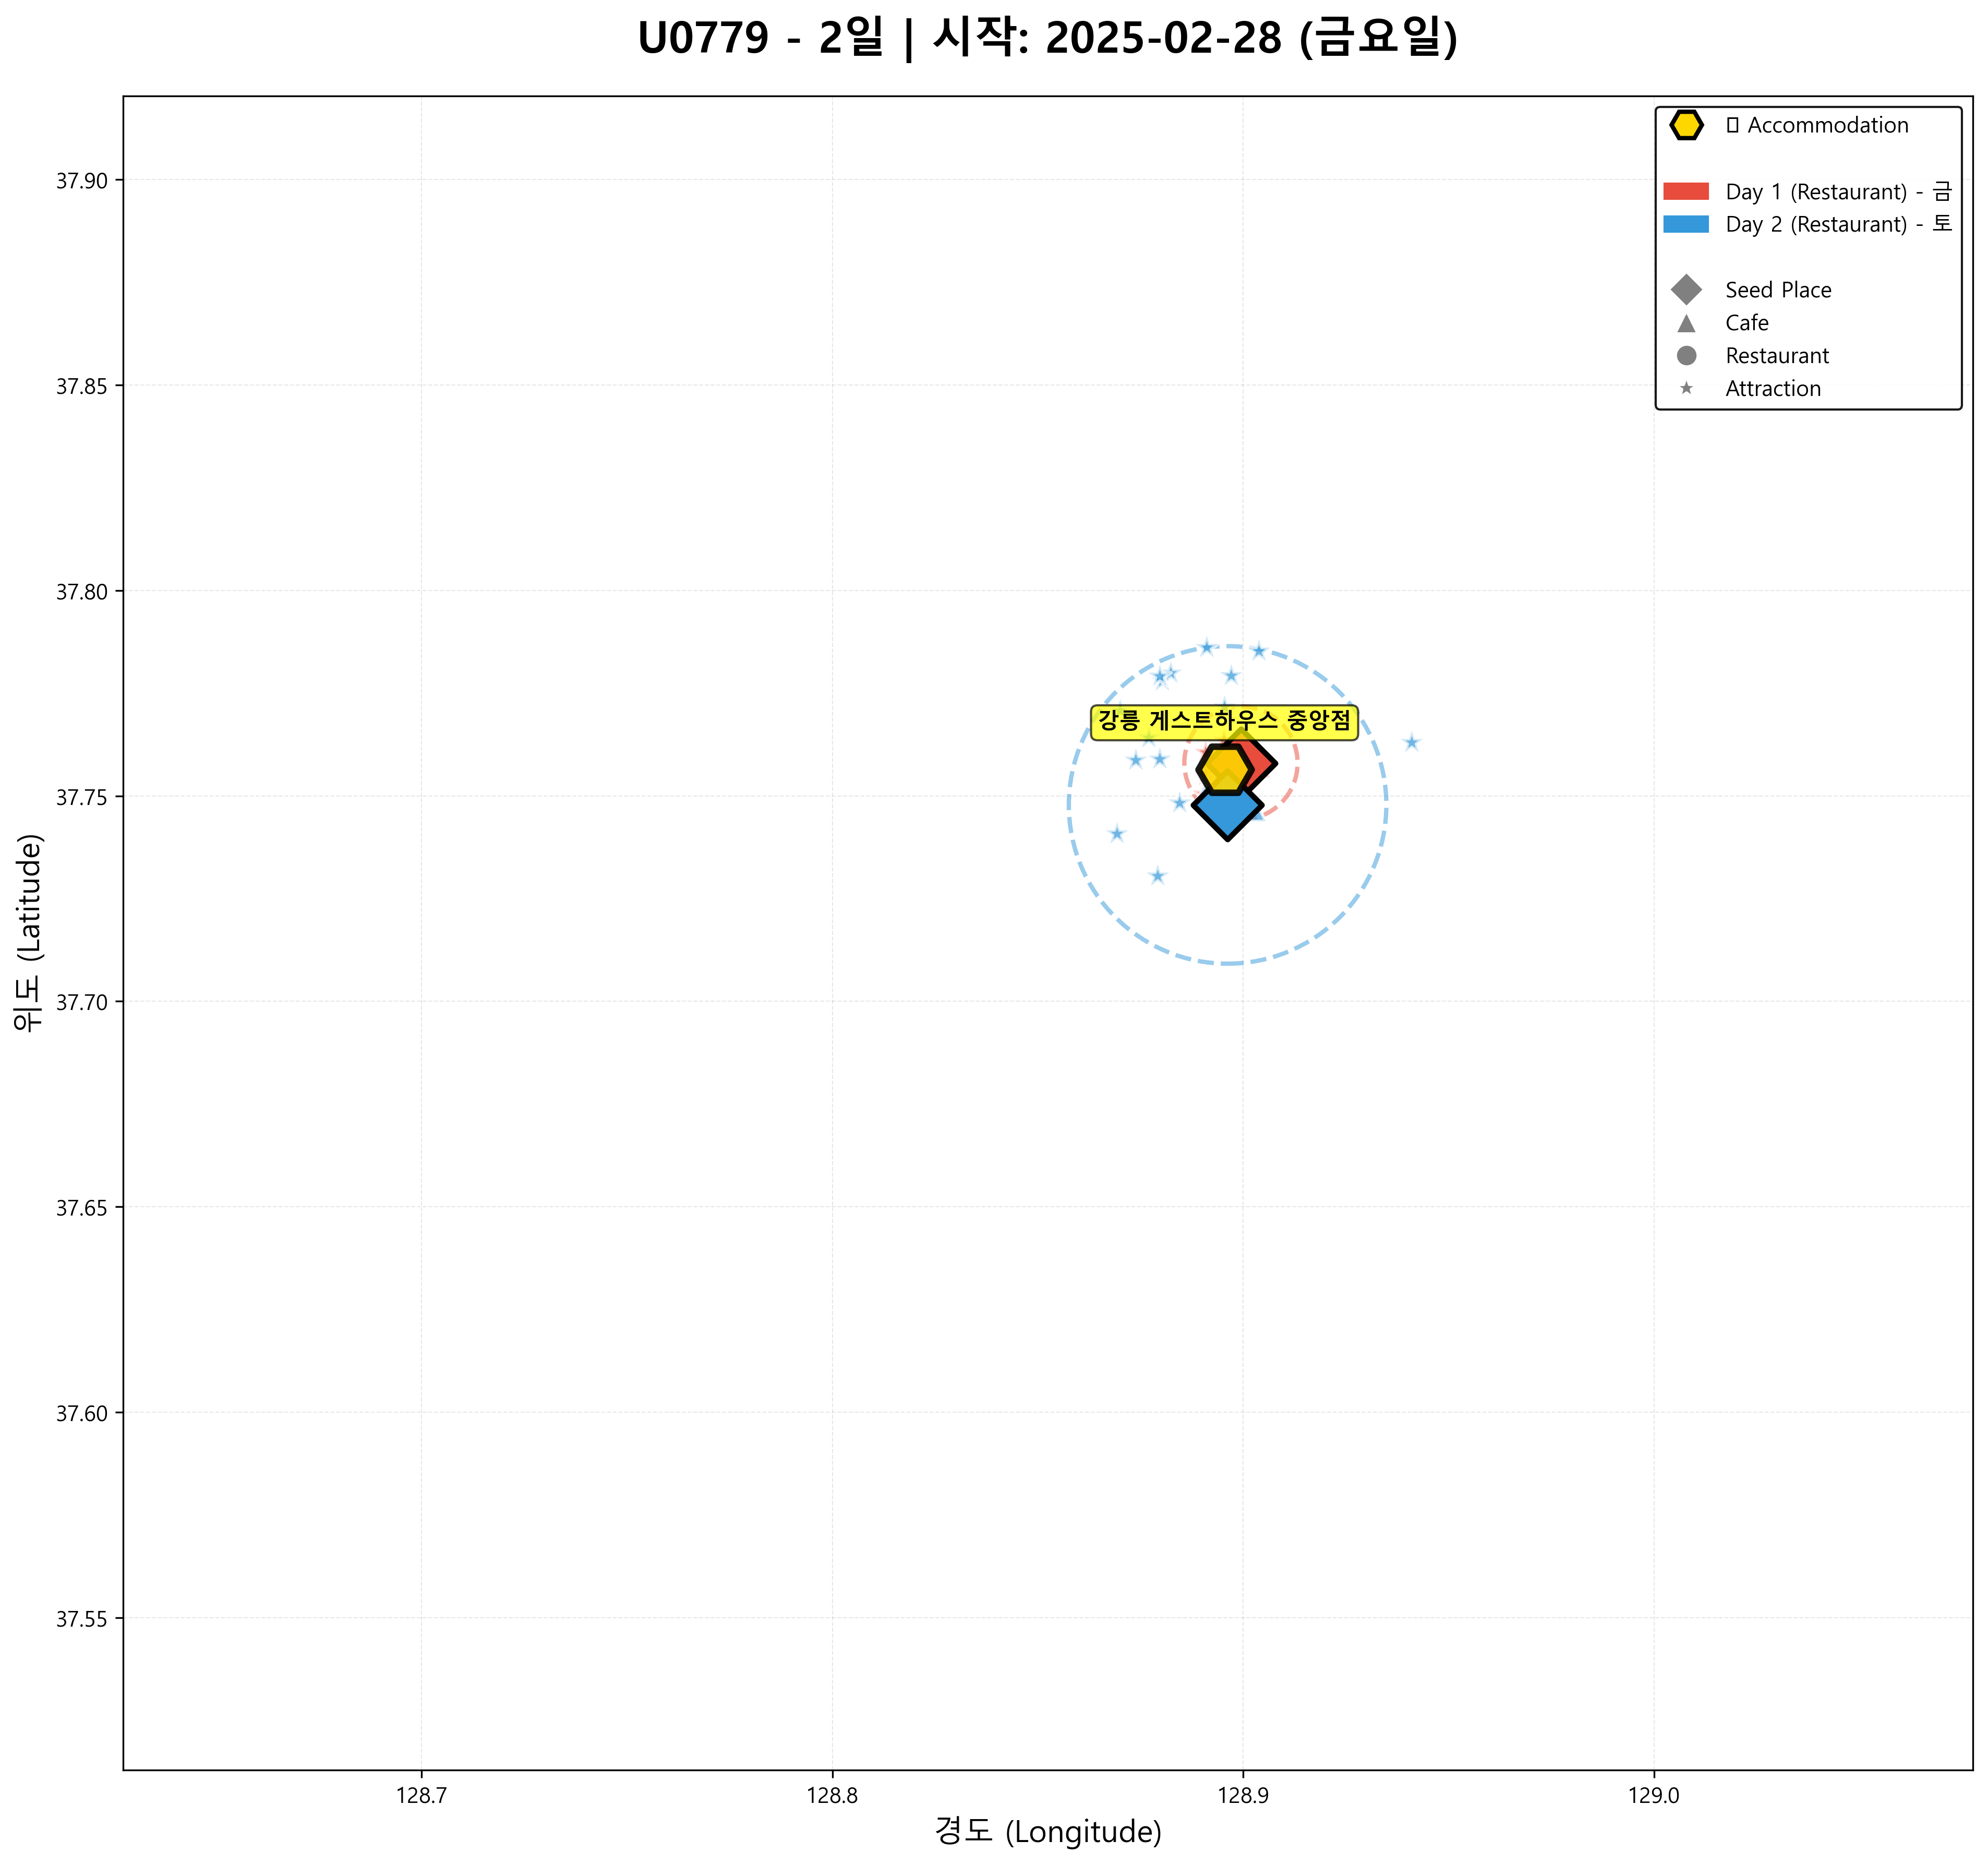 U0779 - 2일 | 시작: 2025-02-28 (금요일)
▯ Accommodation
Day 1 (Restaurant) - 금
Day 2 (Restaurant) - 토
Seed Place
Cafe
Restaurant
Attraction
강릉 게스트하우스 중앙점
37.90
37.85
37.80
37.75
37.70
37.65
37.60
37.55
위도 (Latitude)
128.7
128.8
128.9
129.0
경도 (Longitude)